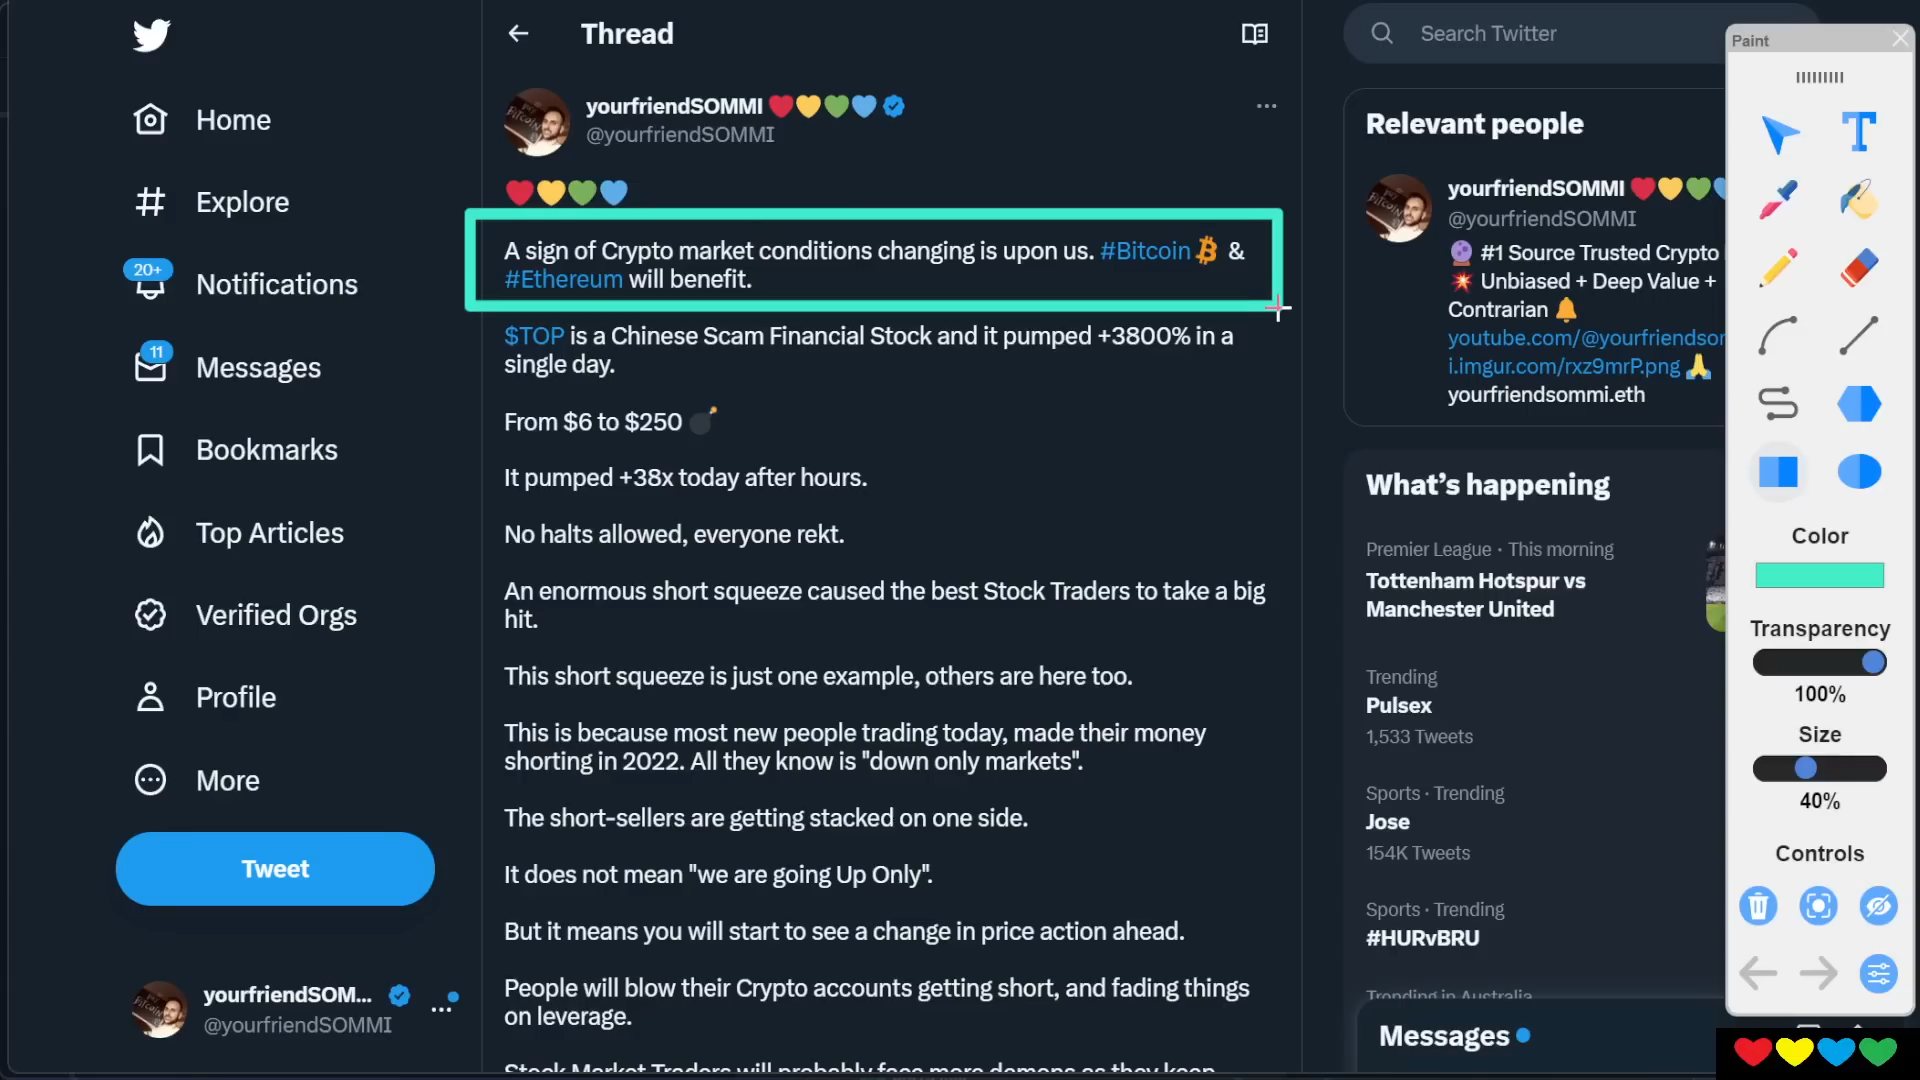 Home
Explore
20+
Notifications
11
Messages
Bookmarks
Top Articles
Verified Orgs
Profile
More
Tweet
yourfriendSOM...
@yourfriendSOMMI
Thread
yourfriendSOMMI
@yourfriendSOMMI
A sign of Crypto market conditions changing is upon us. #Bitcoin &
#Ethereum will benefit.
$TOP is a Chinese Scam Financial Stock and it pumped +3800% in a
single day.
From $6 to $250
It pumped +38x today after hours.
No halts allowed, everyone rekt.
An enormous short squeeze caused the best Stock Traders to take a big
hit.
This short squeeze is just one example, others are here too.
This is because most new people trading today, made their money
shorting in 2022. All they know is "down only markets".
The short-sellers are getting stacked on one side.
It does not mean "we are going Up Only".
But it means you will start to see a change in price action ahead.
People will blow their Crypto accounts getting short, and fading things
on leverage.
Stock Market Traders will probably face more demons as they keep
Search Twitter
Relevant people
yourfriendSOMMI
@yourfriendSOMMI
#1 Source Trusted Crypto
Unbiased + Deep Value +
Contrarian
youtube.com/@yourfriendsor
i.imgur.com/rxz9mrP.png
yourfriendsommi.eth
What's happening
Premier League · This morning
Tottenham Hotspur vs
Manchester United
Trending
Pulsex
1,533 Tweets
Sports · Trending
Jose
154K Tweets
Sports · Trending
#HURvBRU
Trending in Australia
Messages
Paint
Color
Transparency
100%
Size
40%
Controls